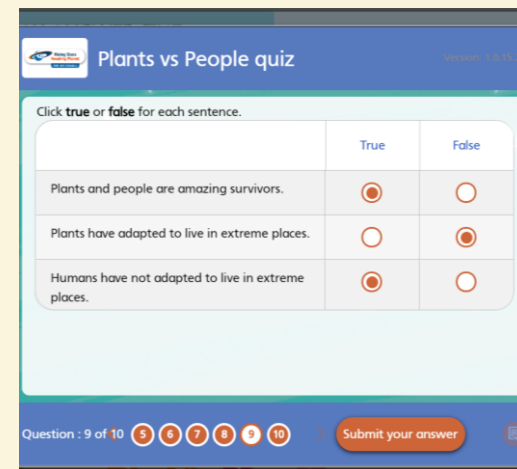 Plants vs People quiz
Version: 1.0.15
Click true or false for each sentence.
True False
Plants and people are amazing survivors.
Plants have adapted to live in extreme places.
Humans have not adapted to live in extreme
places.
Question : 9 of 10 5 6 7 8 9 10 Submit your answer